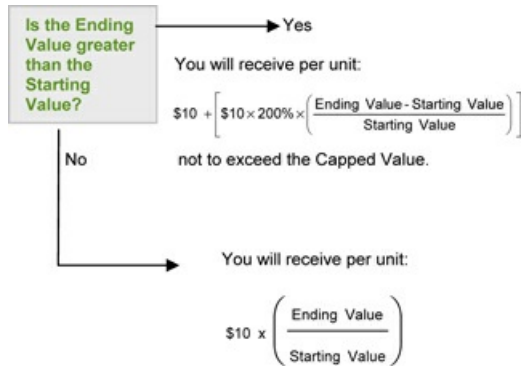 Is the Ending
Value greater
than the
Starting
Value?
Yes
You will receive per unit:
$10 + [ $10 × 200% × ( Ending Value - Starting Value / Starting Value ) ]
not to exceed the Capped Value.
No
You will receive per unit:
$10 x ( Ending Value / Starting Value )